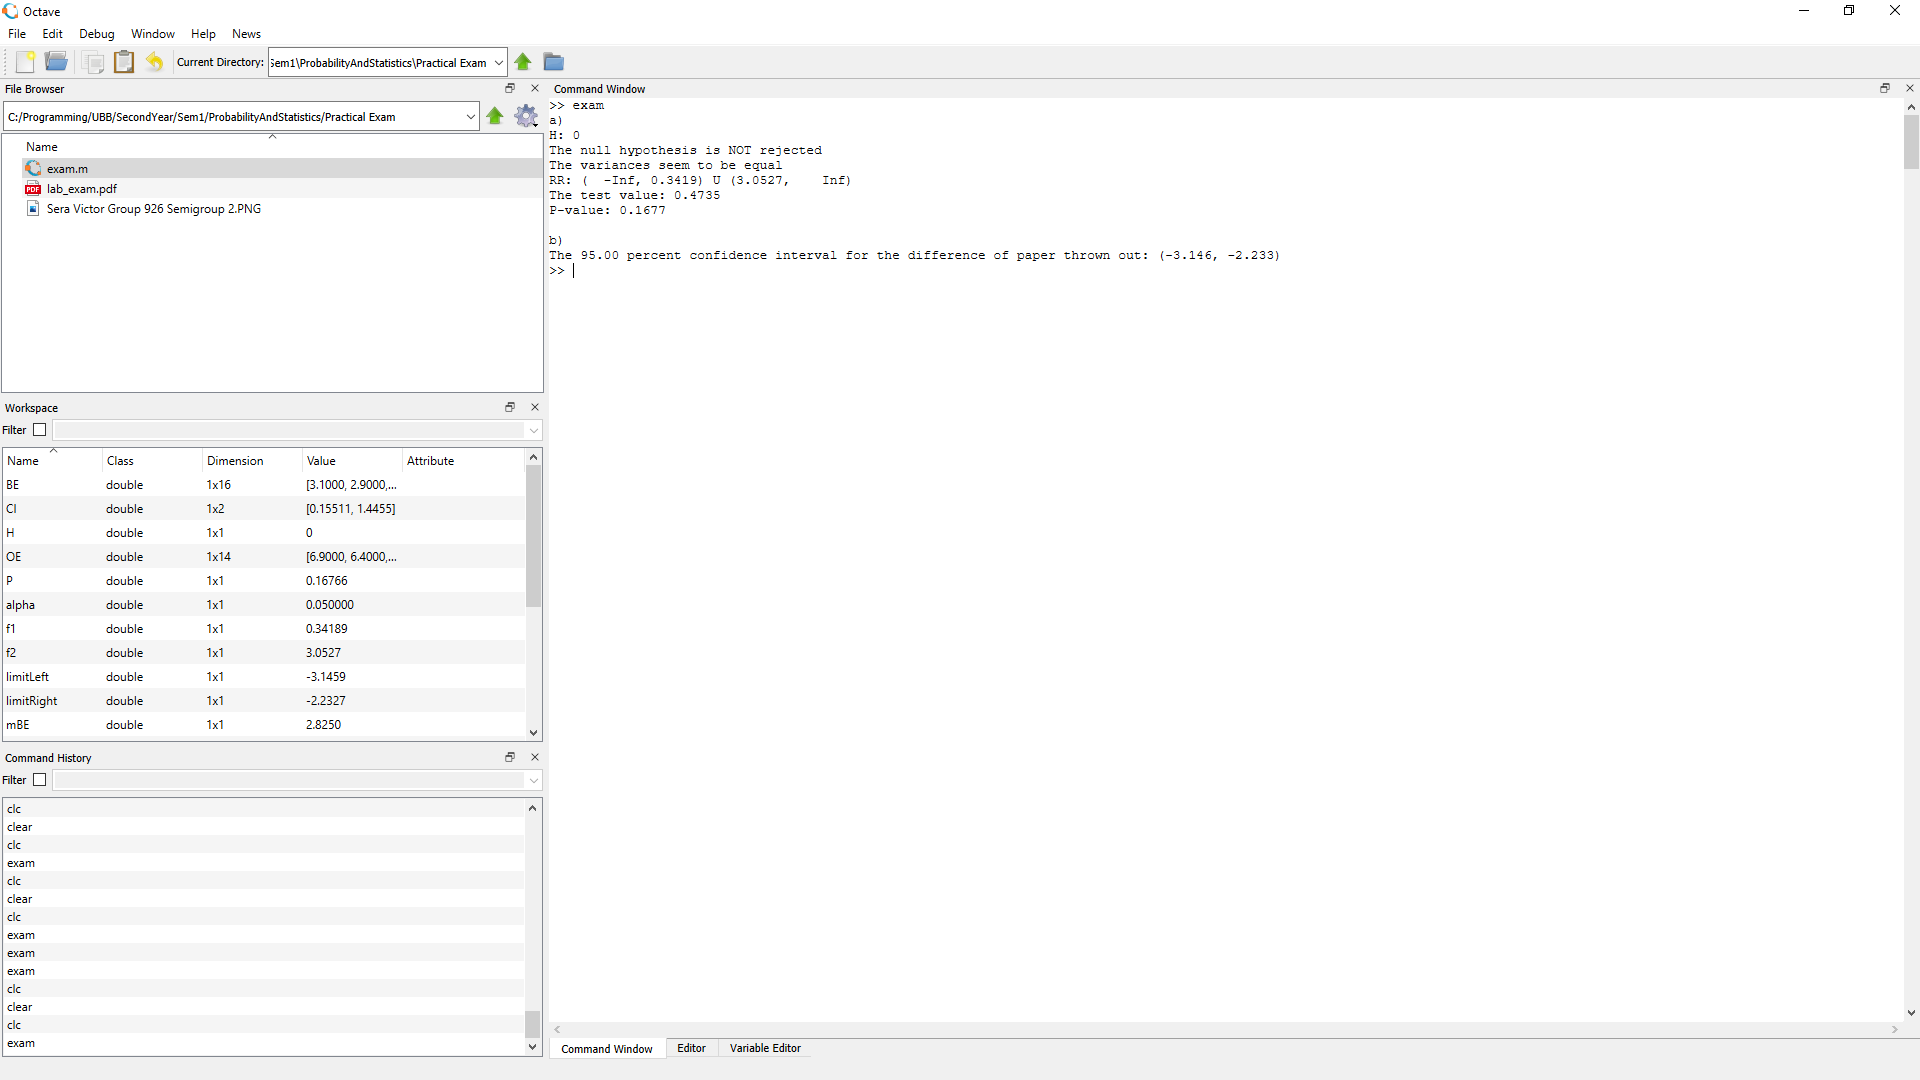 Octave
File Edit Debug Window Help News
Current Directory: Sem1\ProbabilityAndStatistics\Practical Exam
File Browser
C:/Programming/UBB/SecondYear/Sem1/ProbabilityAndStatistics/Practical Exam
Name
exam.m
PDF lab_exam.pdf
Sera Victor Group 926 Semigroup 2.PNG
Workspace
Filter
Name Class Dimension Value Attribute
BE double 1x16 [3.1000, 2.9000,...
CI double 1x2 [0.15511, 1.4455]
H double 1x1 0
OE double 1x14 [6.9000, 6.4000,...
P double 1x1 0.16766
alpha double 1x1 0.050000
f1 double 1x1 0.34189
f2 double 1x1 3.0527
limitLeft double 1x1 -3.1459
limitRight double 1x1 -2.2327
mBE double 1x1 2.8250
Command History
Filter
clc
clear
clc
exam
clc
clear
clc
exam
exam
exam
clc
clear
clc
exam
Command Window
>> exam
a)
H: 0
The null hypothesis is NOT rejected
The variances seem to be equal
RR: (  -Inf, 0.3419) U (3.0527,    Inf)
The test value: 0.4735
P-value: 0.1677
b)
The 95.00 percent confidence interval for the difference of paper thrown out: (-3.146, -2.233)
>>
Command Window Editor Variable Editor